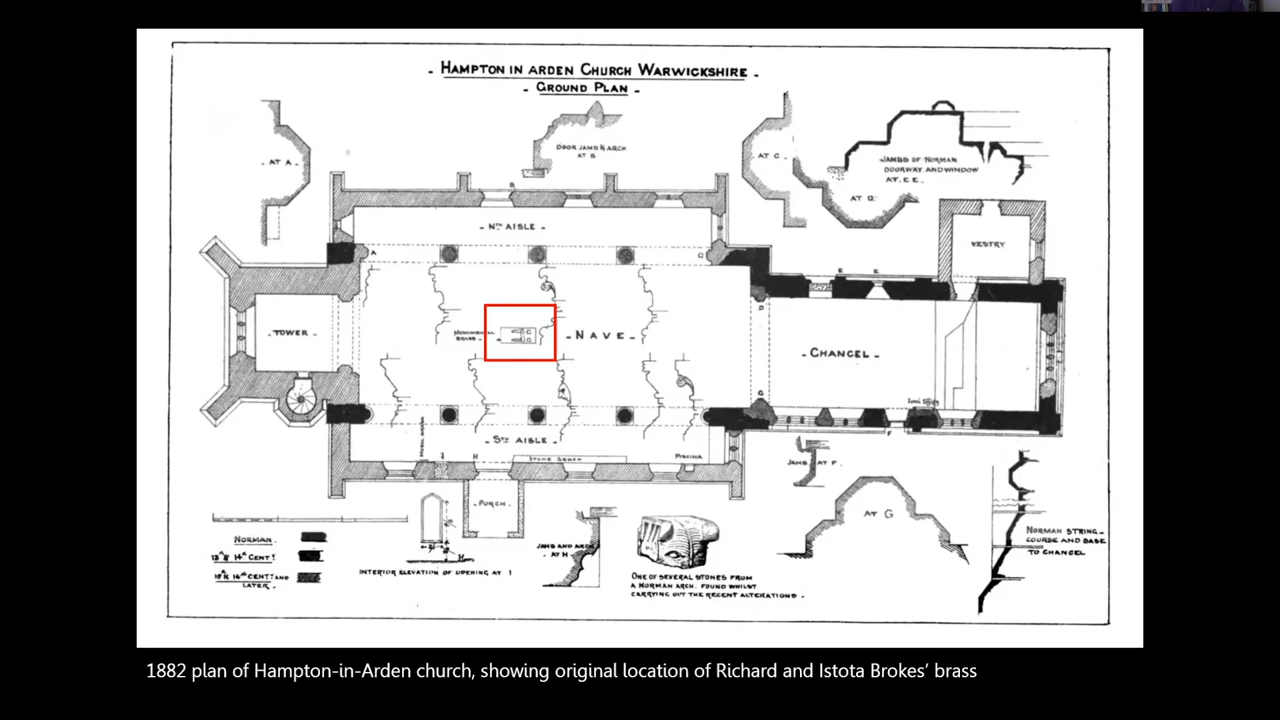 - HAMPTON IN ARDEN CHURCH WARWICKSHIRE -
- GROUND PLAN -
- AT A
DOOR JAMB & ARCH
AT B
AT C
JAMBS OF NORMAN
DOORWAY AND WINDOW
AT. E E.
AT D
B
- NTH AISLE -
VESTRY
A
C
E
E
D
- TOWER -
MONUMENTAL
BRASS
- NAVE -
- CHANCEL -
G
F
- STH AISLE -
STONE BENCH
PISCINA
I
H
- PORCH -
JAMB AT F.
AT G
NORMAN STRING-
COURSE AND BASE
TO CHANCEL
NORMAN.
13TH & 14TH CENTY
15TH & 16TH CENTY AND
LATER.
INTERIOR ELEVATION OF OPENING AT I
JAMB AND ARCH
AT H
ONE OF SEVERAL STONES FROM
A NORMAN ARCH. FOUND WHILST
CARRYING OUT THE RECENT ALTERATIONS -
1882 plan of Hampton-in-Arden church, showing original location of Richard and Istota Brokes’ brass